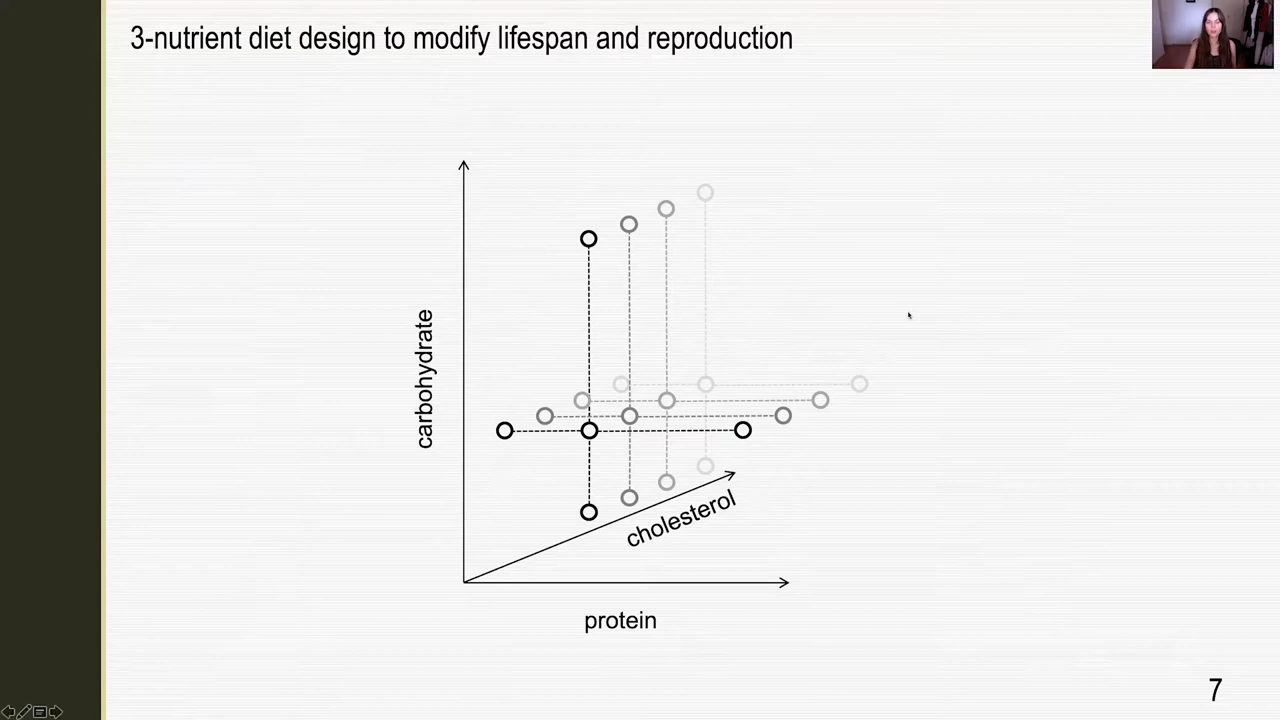 3-nutrient diet design to modify lifespan and reproduction
carbohydrate
cholesterol
protein
7